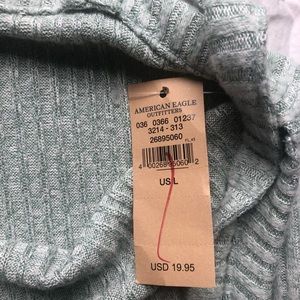 AMERICAN EAGLE
OUTFITTERS
036 0366 01237
3214 - 313
26895060
US L
USD 19.95